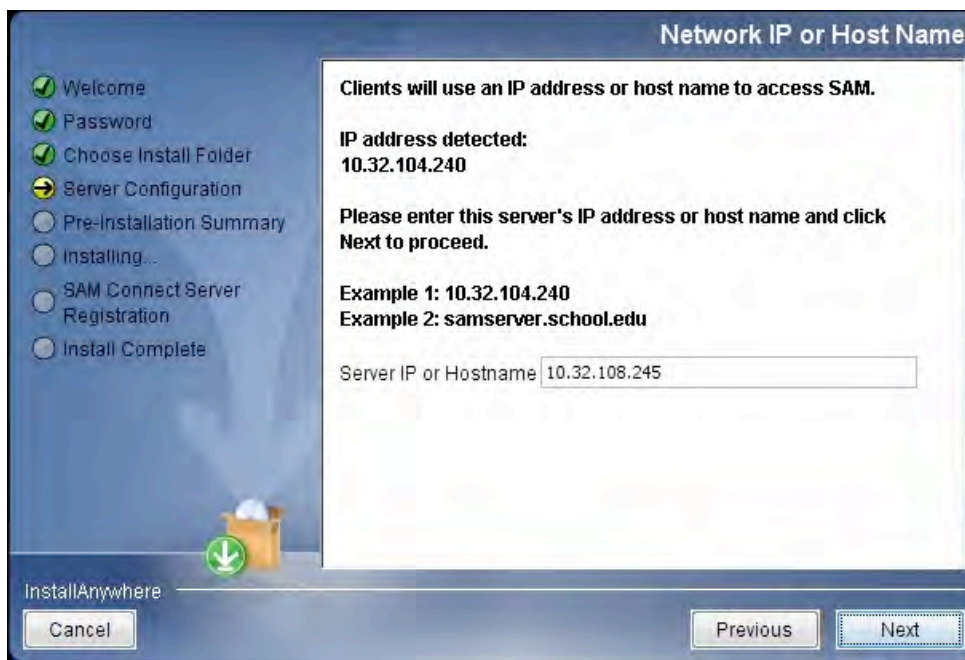 Network IP or Host Name
Welcome
Password
Choose Install Folder
Server Configuration
Pre-Installation Summary
Installing...
SAM Connect Server
Registration
Install Complete
Clients will use an IP address or host name to access SAM.
IP address detected:
10.32.104.240
Please enter this server's IP address or host name and click
Next to proceed.
Example 1: 10.32.104.240
Example 2: samserver.school.edu
Server IP or Hostname 10.32.108.245
InstallAnywhere
Cancel
Previous
Next